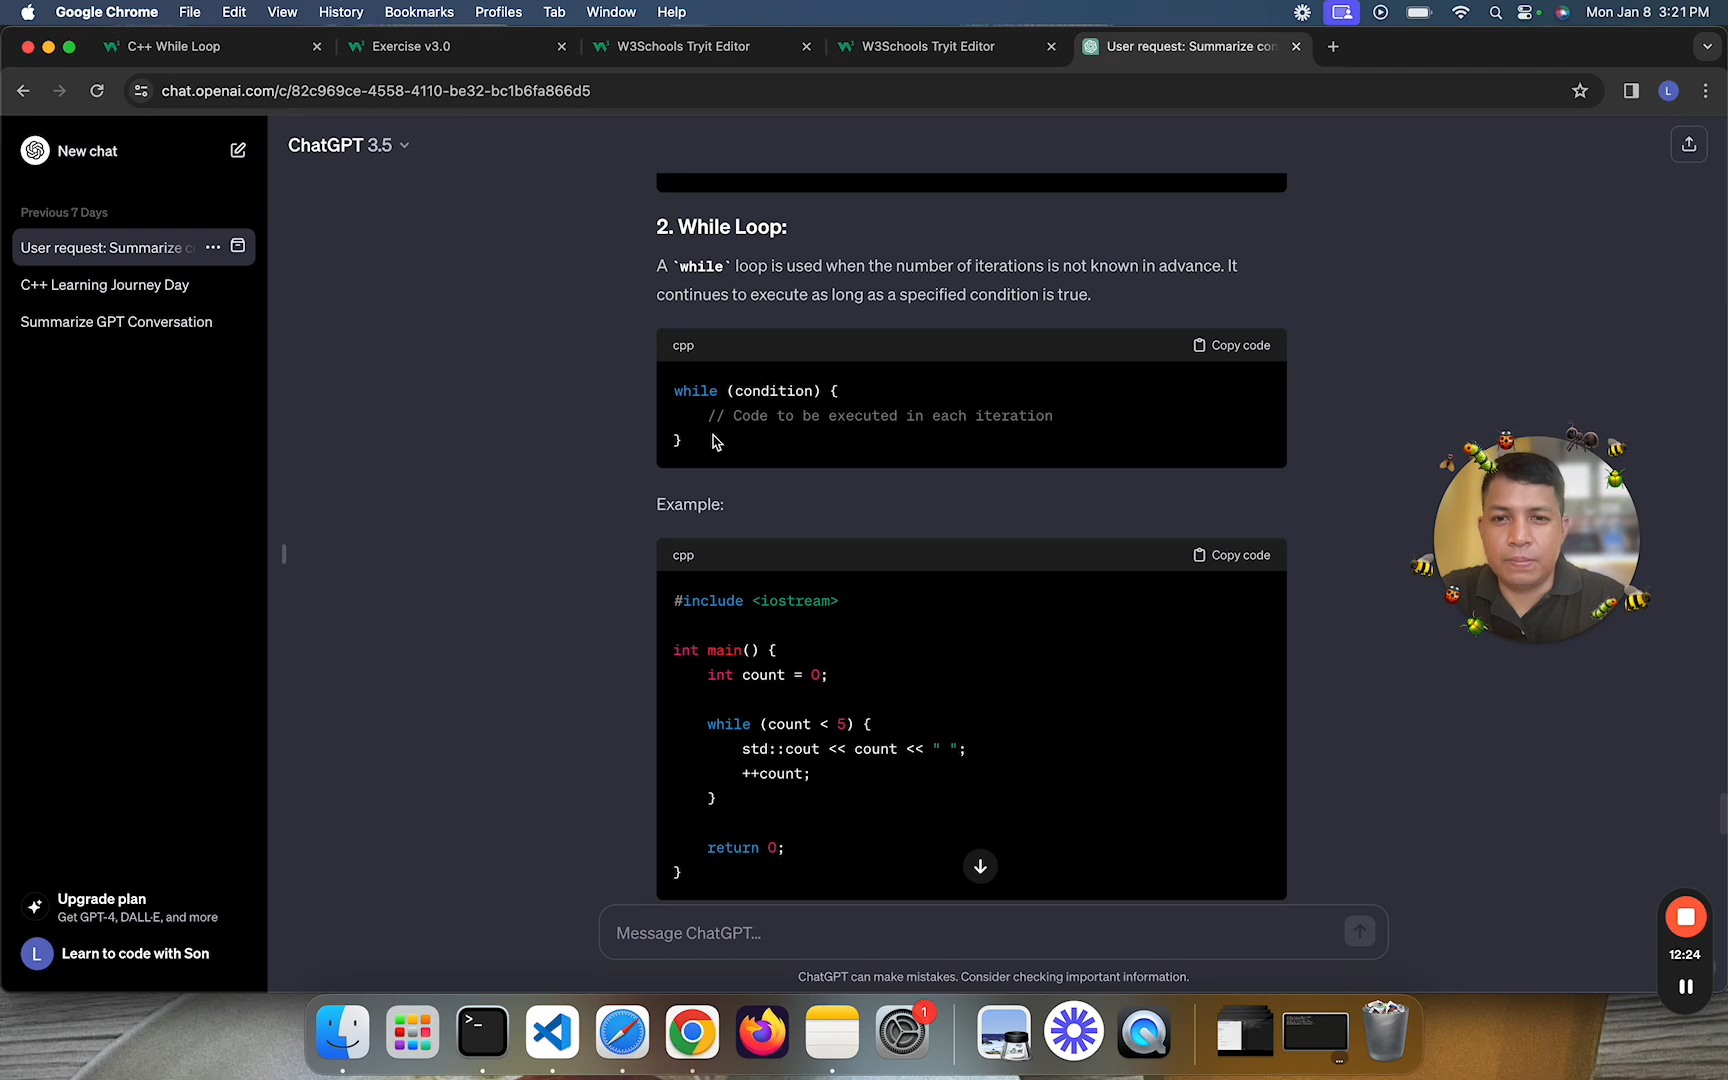 Google Chrome File Edit View History Bookmarks Profiles Tab Window Help Mon Jan 8 3:21 PM
C++ While Loop
Exercise v3.0
W3Schools Tryit Editor
W3Schools Tryit Editor
User request: Summarize con
chat.openai.com/c/82c969ce-4558-4110-be32-bc1b6fa866d5
L
New chat
Previous 7 Days
User request: Summarize c
C++ Learning Journey Day
Summarize GPT Conversation
Upgrade plan
Get GPT-4, DALL·E, and more
L
Learn to code with Son
ChatGPT 3.5
2. While Loop:
A `while` loop is used when the number of iterations is not known in advance. It
continues to execute as long as a specified condition is true.
cpp Copy code
while (condition) {
// Code to be executed in each iteration
}
Example:
cpp Copy code
#include <iostream>
int main() {
int count = 0;
while (count < 5) {
std::cout << count << " ";
++count;
}
return 0;
}
Message ChatGPT...
ChatGPT can make mistakes. Consider checking important information.
12:24
1